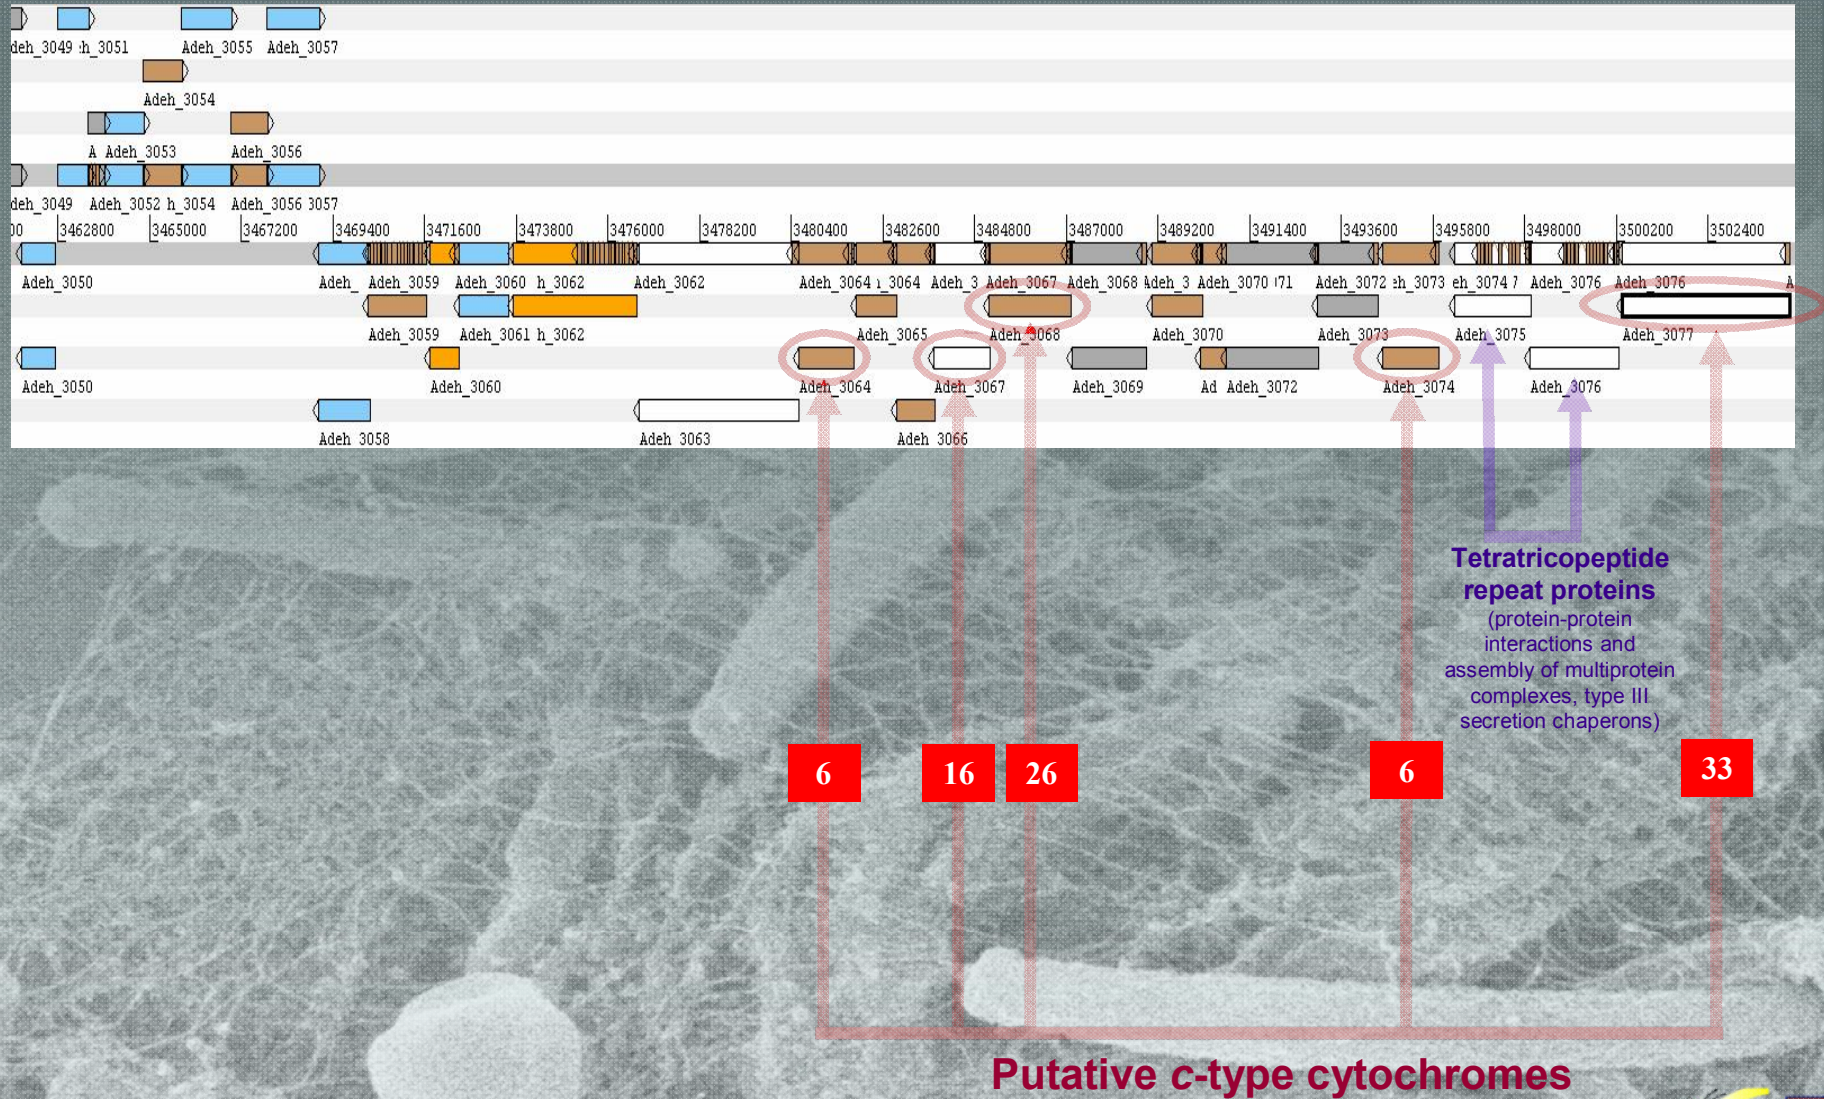 deh_3049 h_3051 Adeh_3055 Adeh_3057
Adeh_3054
A Adeh_3053 Adeh_3056
deh_3049 Adeh_3052 h_3054 Adeh_3056 3057
00 3462800 3465000 3467200 3469400 3471600 3473800 3476000 3478200 3480400 3482600 3484800 3487000 3489200 3491400 3493600 3495800 3498000 3500200 3502400
Adeh_3050 Adeh_ Adeh_3059 Adeh_3060 h_3062 Adeh_3062 Adeh_3064 _3064 Adeh_3 Adeh_3067 Adeh_3068 Adeh_3 Adeh_3070 Adeh_3072 h_3073 eh_3074 Adeh_3076 Adeh_3076 A
Adeh_3059 Adeh_3061 h_3062 Adeh_3065 Adeh_3068 Adeh_3070 Adeh_3073 Adeh_3075 Adeh_3077
Adeh_3050 Adeh_3060 Adeh_3064 Adeh_3067 Adeh_3069 Ad Adeh_3072 Adeh_3074 Adeh_3076
Adeh_3058 Adeh_3063 Adeh_3066
Tetratricopeptide
repeat proteins
(protein-protein
interactions and
assembly of multiprotein
complexes, type III
secretion chaperons)
6 16 26 6 33
Putative c-type cytochromes